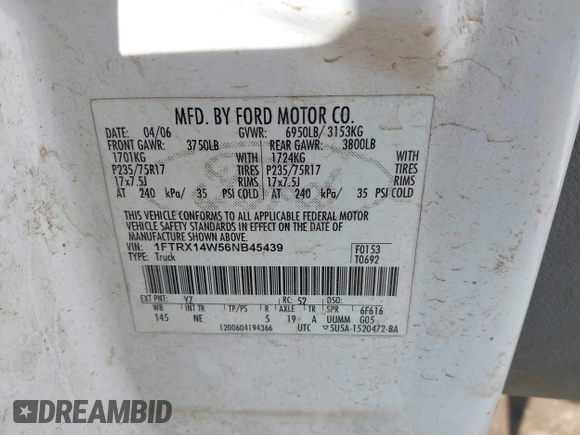 MFD. BY FORD MOTOR CO.
DATE: 04/06 GVWR: 6950LB/ 3153KG
FRONT GAWR: 3750LB REAR GAWR: 3800LB
1701KG WITH 1724KG WITH
P235/75R17 TIRES P235/75R17 TIRES
17x7.5J RIMS 17x7.5J RIMS
AT 240 kPa/ 35 PSI COLD AT 240 kPa/ 35 PSI COLD
THIS VEHICLE CONFORMS TO ALL APPLICABLE FEDERAL MOTOR
VEHICLE SAFETY STANDARDS IN EFFECT ON THE DATE OF
MANUFACTURE SHOWN ABOVE.
VIN: 1FTRX14W56NB45439 F0153
TYPE: Truck T0692
EXT PNT: YZ RC: 52 DSO:
WB INT TR TP/PS R AXLE TR SPR 6F616
145 NE 5 19 A UUMM G05
1200604194366 UTC 5U5A-1520472-BA
DREAMBID